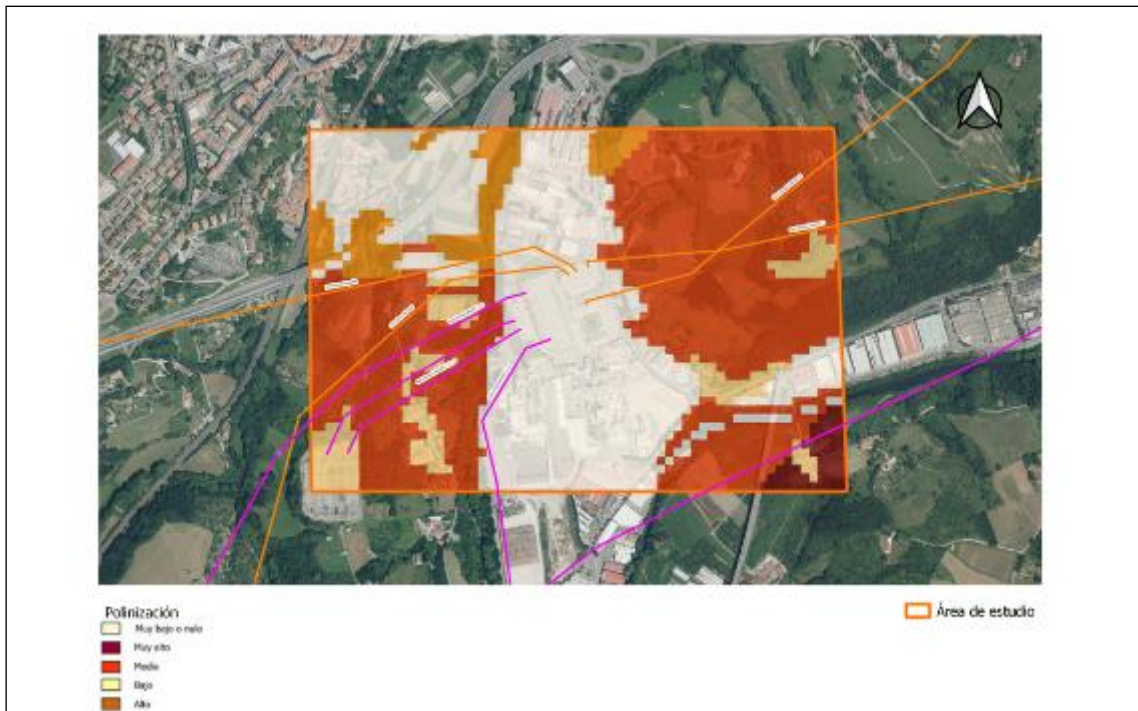 Polinización
Muy bajo o nulo
Muy alto
Medio
Bajo
Alto
Área de estudio